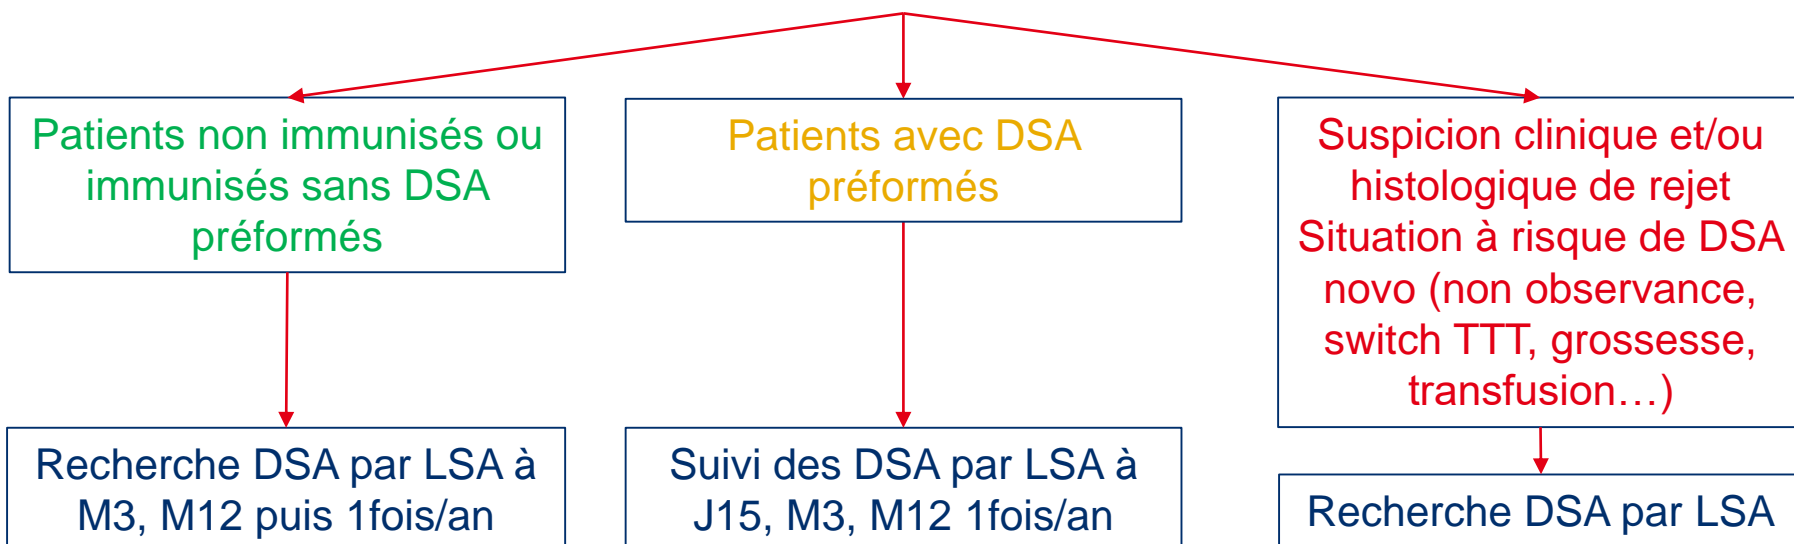 Patients non immunisés ou
immunisés sans DSA
préformés
Patients avec DSA
préformés
Suspicion clinique et/ou
histologique de rejet
Situation à risque de DSA
novo (non observance,
switch TTT, grossesse,
transfusion…)
Recherche DSA par LSA à
M3, M12 puis 1fois/an
Suivi des DSA par LSA à
J15, M3, M12 1fois/an
Recherche DSA par LSA